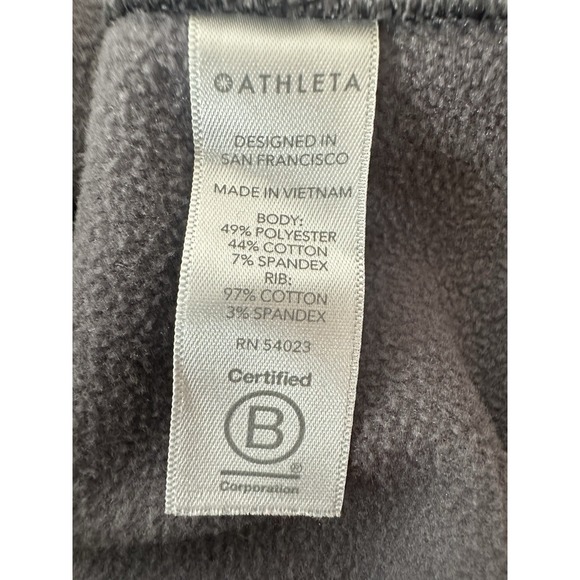 ATHLETA
DESIGNED IN
SAN FRANCISCO
MADE IN VIETNAM
BODY:
49% POLYESTER
44% COTTON
7% SPANDEX
RIB:
97% COTTON
3% SPANDEX
RN 54023
Certified
B
®
Corporation